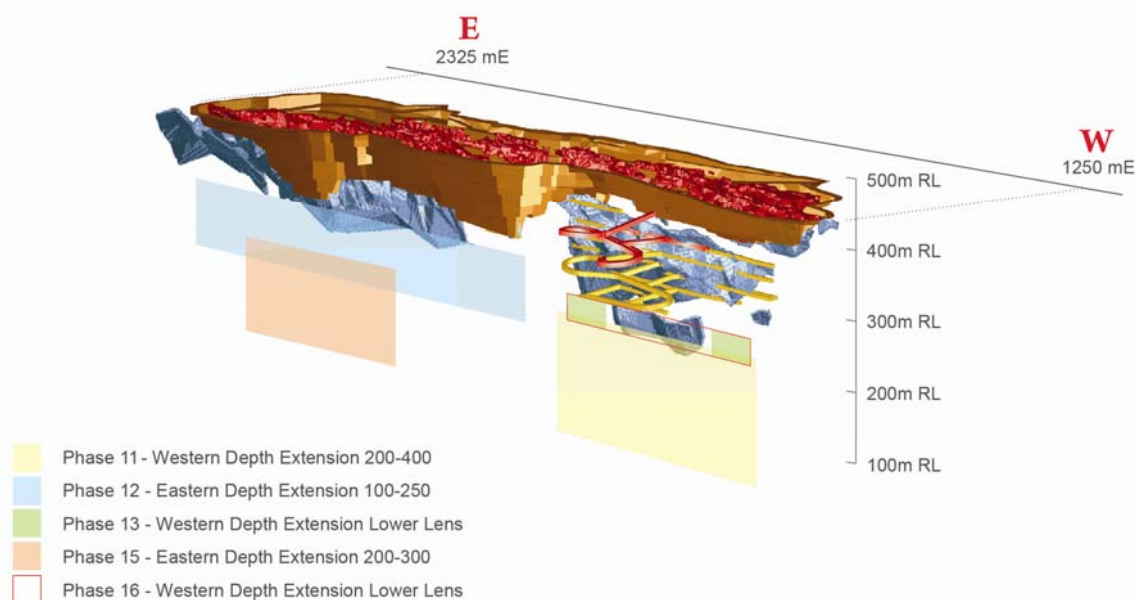 E
2325 mE
W
1250 mE
500m RL
400m RL
300m RL
200m RL
100m RL
Phase 11 - Western Depth Extension 200-400
Phase 12 - Eastern Depth Extension 100-250
Phase 13 - Western Depth Extension Lower Lens
Phase 15 - Eastern Depth Extension 200-300
Phase 16 - Western Depth Extension Lower Lens